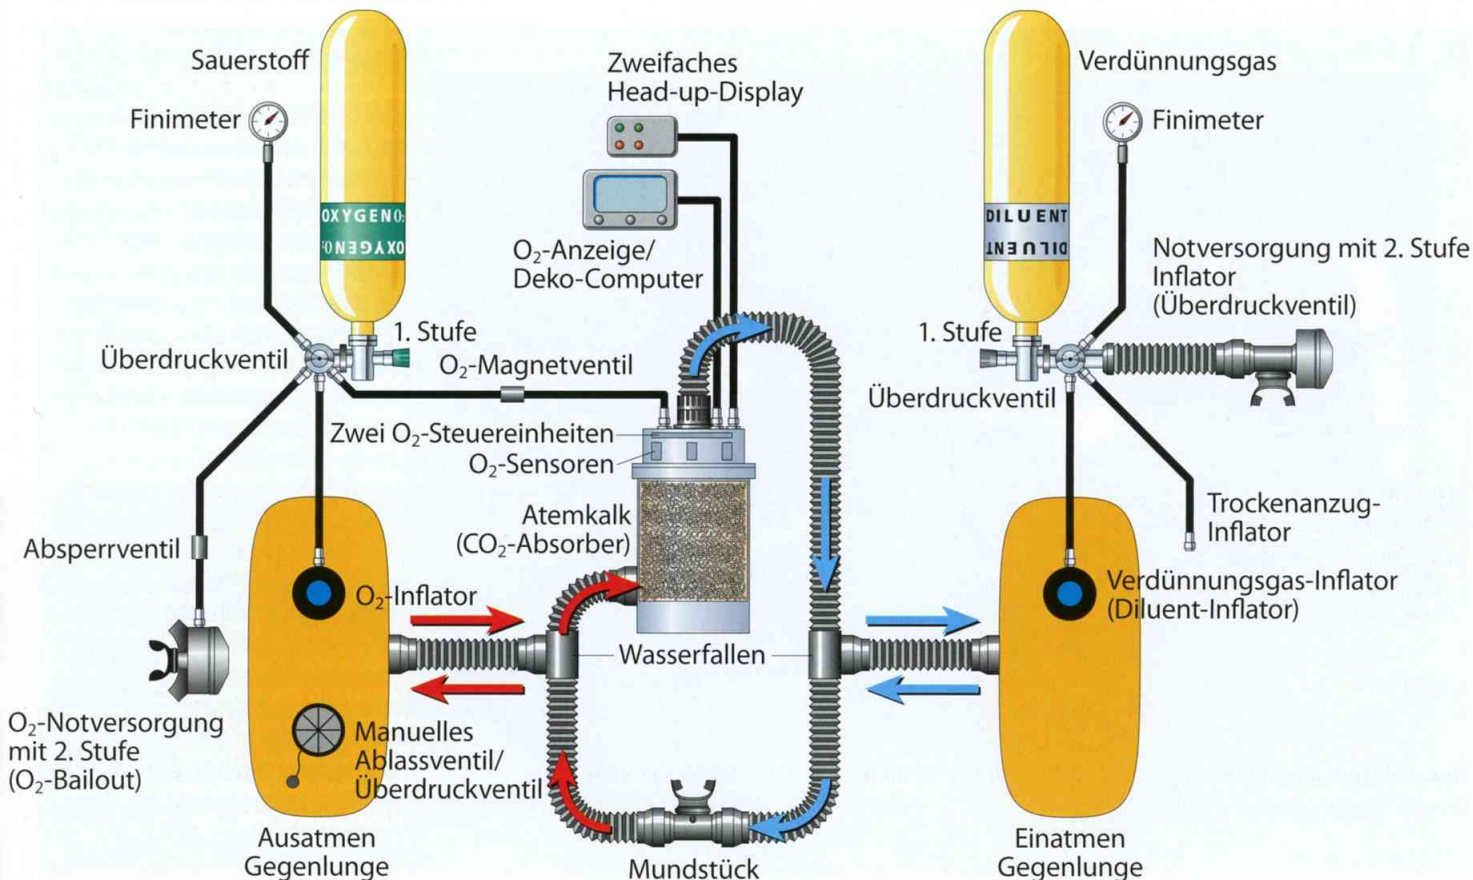 Sauerstoff
Finimeter
OXYGEN O₂
OXYGEN O₂
Zweifaches
Head-up-Display
O₂-Anzeige/
Deko-Computer
Verdünnungsgas
Finimeter
DILUENT
DILUENT
Notversorgung mit 2. Stufe
Inflator
(Überdruckventil)
1. Stufe
Überdruckventil
O₂-Magnetventil
1. Stufe
Überdruckventil
Zwei O₂-Steuereinheiten
O₂-Sensoren
Atemkalk
(CO₂-Absorber)
Trockenanzug-
Inflator
Absperrventil
O₂-Inflator
Verdünnungsgas-Inflator
(Diluent-Inflator)
Wasserfallen
O₂-Notversorgung
mit 2. Stufe
(O₂-Bailout)
Manuelles
Ablassventil/
Überdruckventil
Ausatmen
Gegenlunge
Mundstück
Einatmen
Gegenlunge